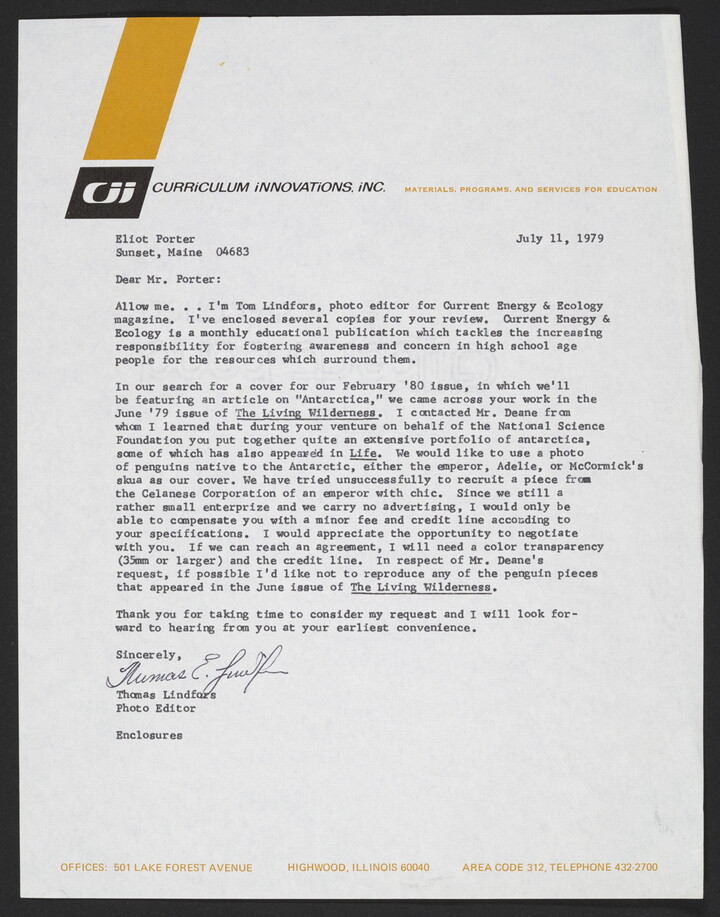 Cii CURRiCULUM iNNOVATiONS, iNC. MATERIALS, PROGRAMS, AND SERVICES FOR EDUCATION
Eliot Porter July 11, 1979
Sunset, Maine 04683
Dear Mr. Porter:
Allow me. . . I'm Tom Lindfors, photo editor for Current Energy & Ecology
magazine. I've enclosed several copies for your review. Current Energy &
Ecology is a monthly educational publication which tackles the increasing
responsibility for fostering awareness and concern in high school age
people for the resources which surround them.
In our search for a cover for our February '80 issue, in which we'll
be featuring an article on "Antarctica," we came across your work in the
June '79 issue of The Living Wilderness. I contacted Mr. Deane from
whom I learned that during your venture on behalf of the National Science
Foundation you put together quite an extensive portfolio of antarctica,
some of which has also appeared in Life. We would like to use a photo
of penguins native to the Antarctic, either the emperor, Adelie, or McCormick's
skua as our cover. We have tried unsuccessfully to recruit a piece from
the Celanese Corporation of an emperor with chic. Since we still a
rather small enterprize and we carry no advertising, I would only be
able to compensate you with a minor fee and credit line according to
your specifications. I would appreciate the opportunity to negotiate
with you. If we can reach an agreement, I will need a color transparency
(35mm or larger) and the credit line. In respect of Mr. Deane's
request, if possible I'd like not to reproduce any of the penguin pieces
that appeared in the June issue of The Living Wilderness.
Thank you for taking time to consider my request and I will look for-
ward to hearing from you at your earliest convenience.
Sincerely,
Thomas E. Lindfors
Thomas Lindfors
Photo Editor
Enclosures
OFFICES: 501 LAKE FOREST AVENUE HIGHWOOD, ILLINOIS 60040 AREA CODE 312, TELEPHONE 432-2700